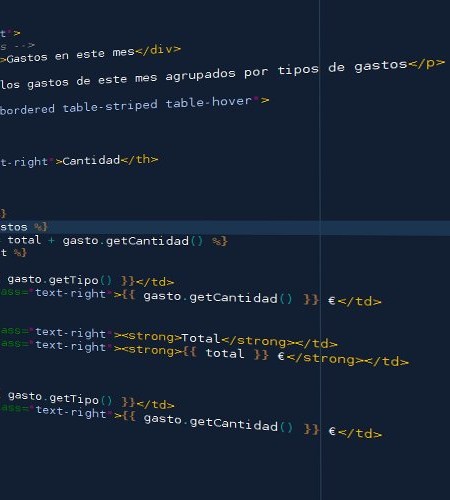 t">
s -->
>Gastos en este mes</div>
los gastos de este mes agrupados por tipos de gastos</p>
bordered table-striped table-hover">
t-right">Cantidad</th>
}
stos %}
total + gasto.getCantidad() %}
t %}
gasto.getTipo() }}</td>
ass="text-right">{{ gasto.getCantidad() }} €</td>
ass="text-right"><strong>Total</strong></td>
ass="text-right"><strong>{{ total }} €</strong></td>
gasto.getTipo() }}</td>
ass="text-right">{{ gasto.getCantidad() }} €</td>